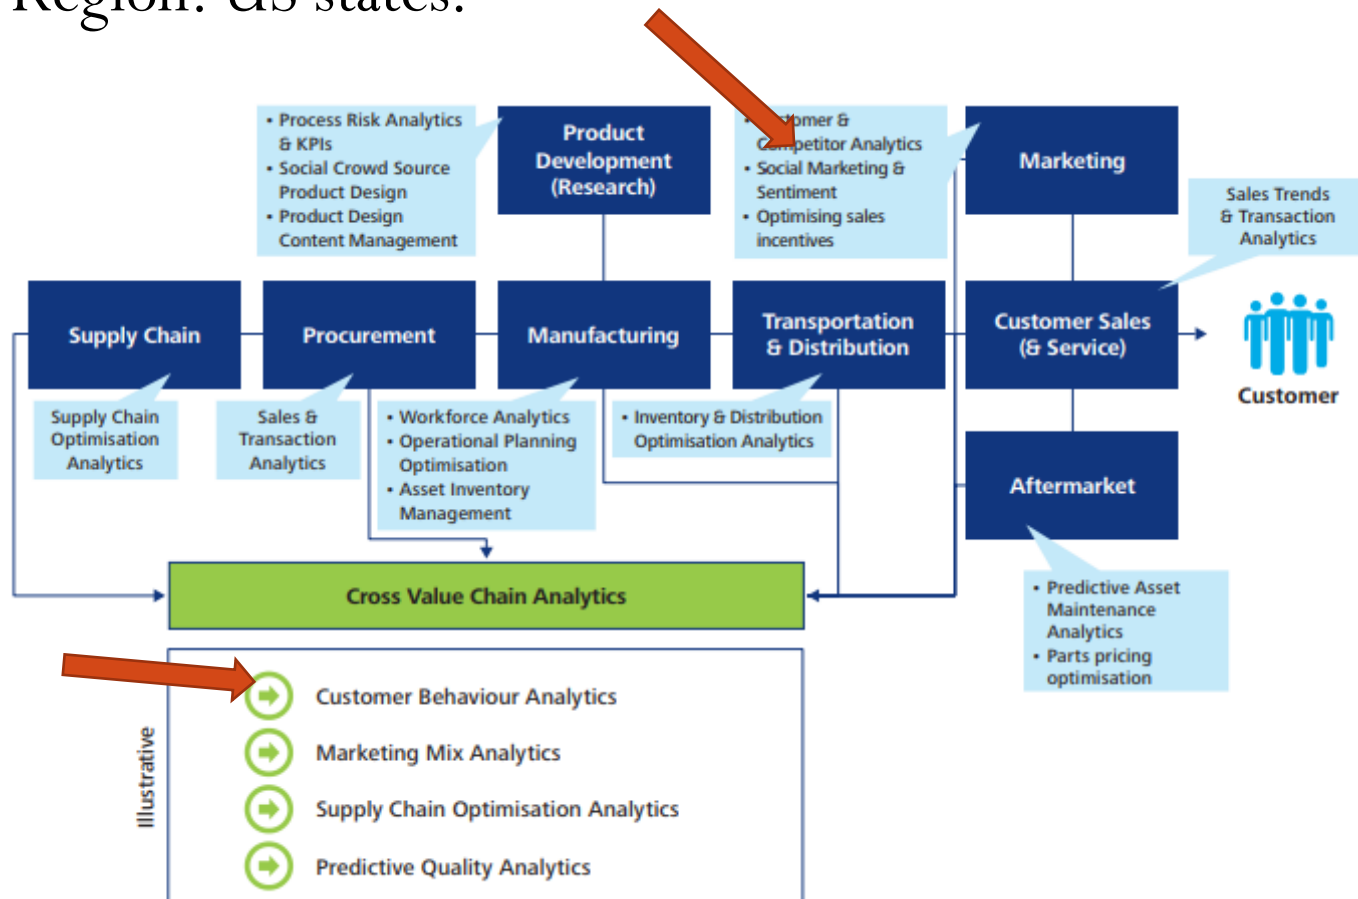 Region: US states.
• Process Risk Analytics
& KPIs
• Social Crowd Source
Product Design
• Product Design
Content Management
Product
Development
(Research)
& 
Competitor Analytics
• Social Marketing &
Sentiment
• Optimising sales
incentives
Marketing
Sales Trends
& Transaction
Analytics
Supply Chain
Procurement
Manufacturing
Transportation
& Distribution
Customer Sales
(& Service)
Customer
Supply Chain
Optimisation
Analytics
Sales &
Transaction
Analytics
• Workforce Analytics
• Operational Planning
Optimisation
• Asset Inventory
Management
• Inventory & Distribution
Optimisation Analytics
Aftermarket
• Predictive Asset
Maintenance
Analytics
• Parts pricing
optimisation
Cross Value Chain Analytics
Illustrative
Customer Behaviour Analytics
Marketing Mix Analytics
Supply Chain Optimisation Analytics
Predictive Quality Analytics